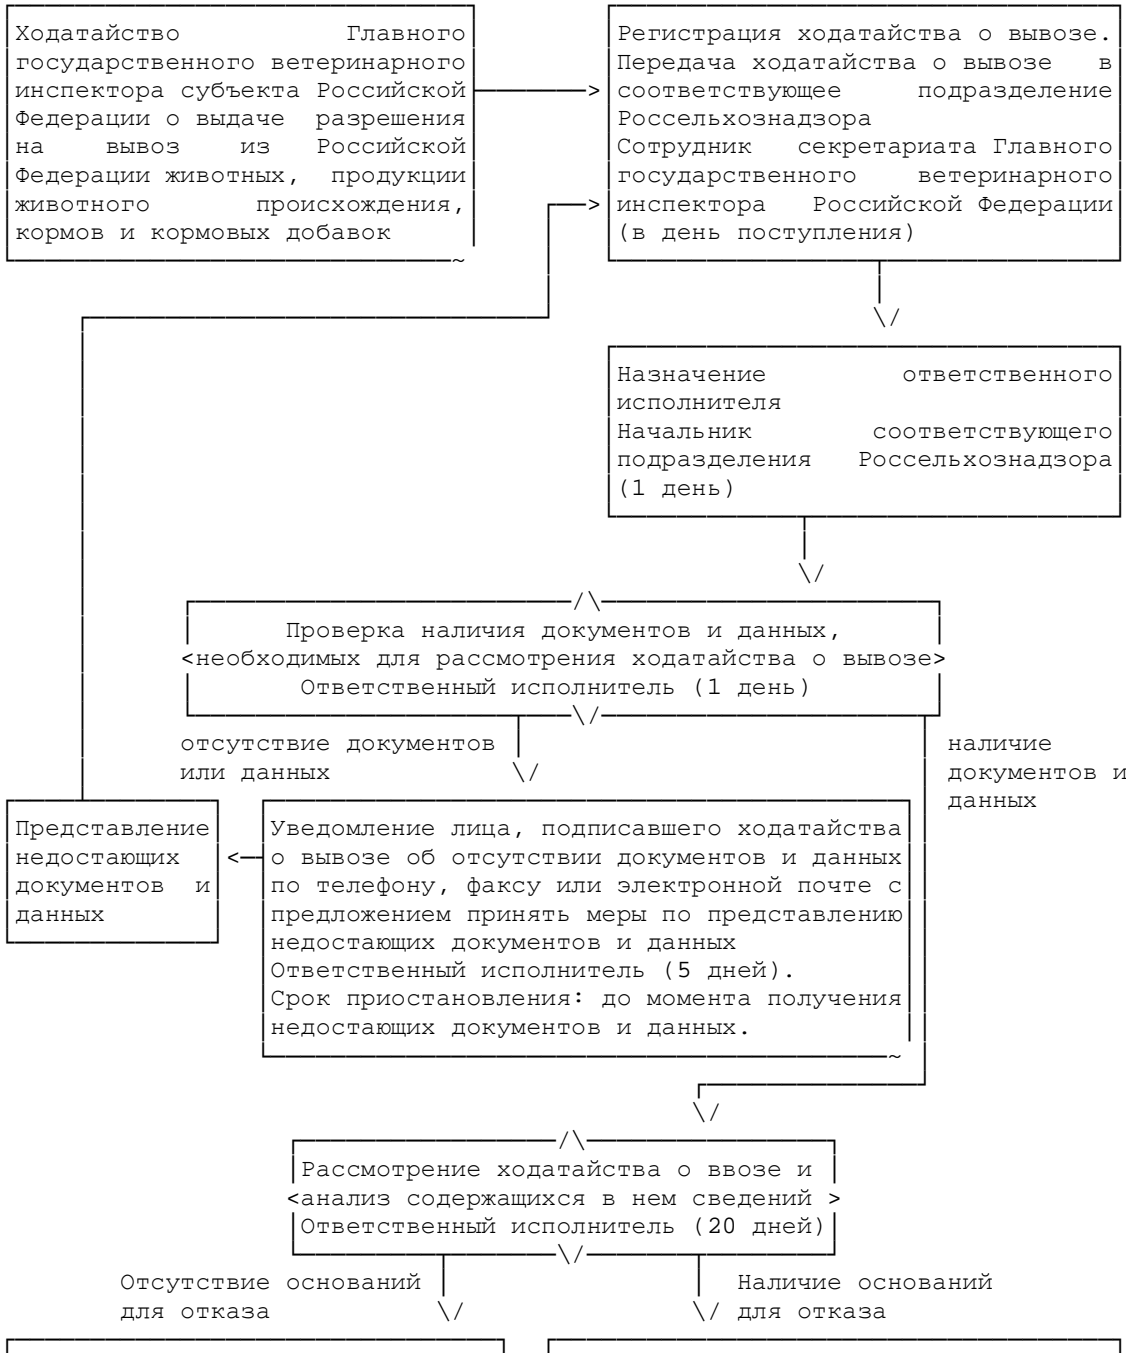 Ходатайство Главного
государственного ветеринарного
инспектора субъекта Российской
Федерации о выдаче разрешения
на вывоз из Российской
Федерации животных, продукции
животного происхождения,
кормов и кормовых добавок
Регистрация ходатайства о вывозе.
Передача ходатайства о вывозе в
соответствующее подразделение
Россельхознадзора
Сотрудник секретариата Главного
государственного ветеринарного
инспектора Российской Федерации
(в день поступления)
Назначение ответственного
исполнителя
Начальник соответствующего
подразделения Россельхознадзора
(1 день)
Проверка наличия документов и данных,
необходимых для рассмотрения ходатайства о вывозе
Ответственный исполнитель (1 день)
отсутствие документов
или данных
наличие
документов и
данных
Представление
недостающих
документов и
данных
Уведомление лица, подписавшего ходатайства
о вывозе об отсутствии документов и данных
по телефону, факсу или электронной почте с
предложением принять меры по представлению
недостающих документов и данных
Ответственный исполнитель (5 дней).
Срок приостановления: до момента получения
недостающих документов и данных.
Рассмотрение ходатайства о ввозе и
анализ содержащихся в нем сведений
Ответственный исполнитель (20 дней)
Отсутствие оснований
для отказа
Наличие оснований
для отказа